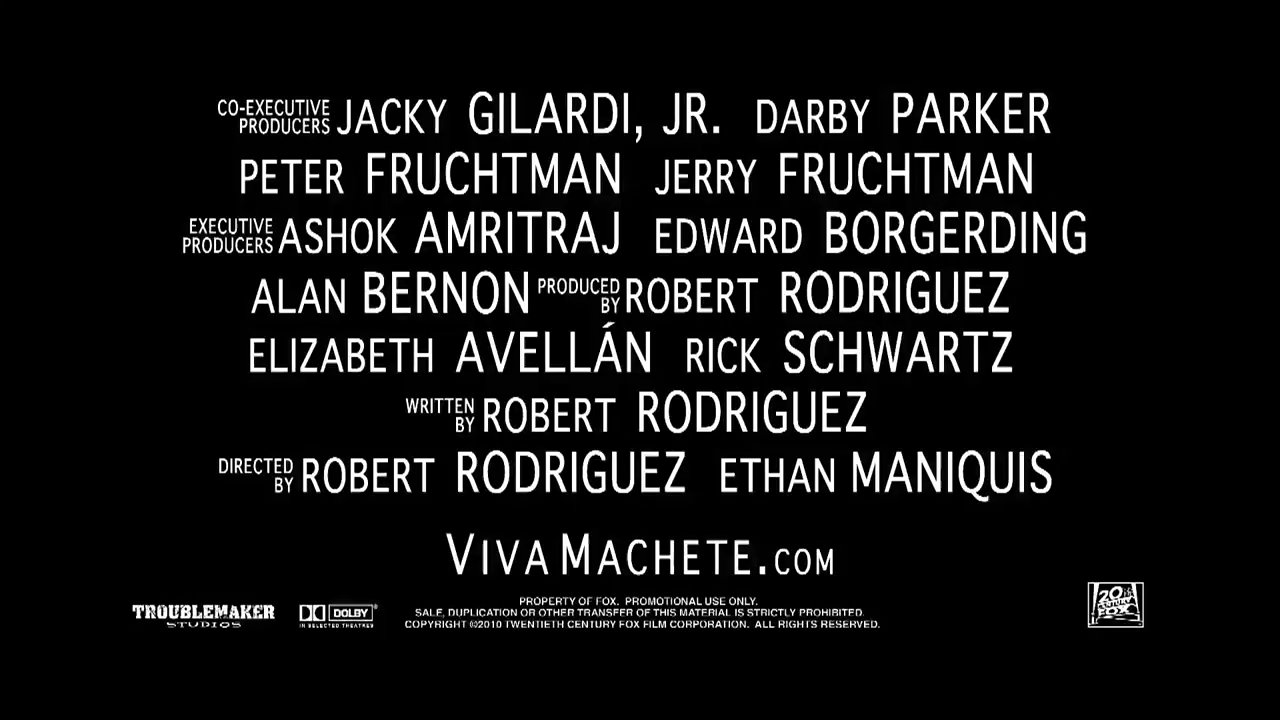 CO-EXECUTIVE PRODUCERS JACKY GILARDI, JR. DARBY PARKER
PETER FRUCHTMAN JERRY FRUCHTMAN
EXECUTIVE PRODUCERS ASHOK AMRITRAJ EDWARD BORGERDING
ALAN BERNON PRODUCED BY ROBERT RODRIGUEZ
ELIZABETH AVELLÁN RICK SCHWARTZ
WRITTEN BY ROBERT RODRIGUEZ
DIRECTED BY ROBERT RODRIGUEZ ETHAN MANIQUIS
VIVAMACHETE.COM
TROUBLEMAKER
STUDIOS
DOLBY
IN SELECTED THEATRES
PROPERTY OF FOX. PROMOTIONAL USE ONLY.
SALE, DUPLICATION OR OTHER TRANSFER OF THIS MATERIAL IS STRICTLY PROHIBITED.
COPYRIGHT ©2010 TWENTIETH CENTURY FOX FILM CORPORATION. ALL RIGHTS RESERVED.
20TH
CENTURY
FOX